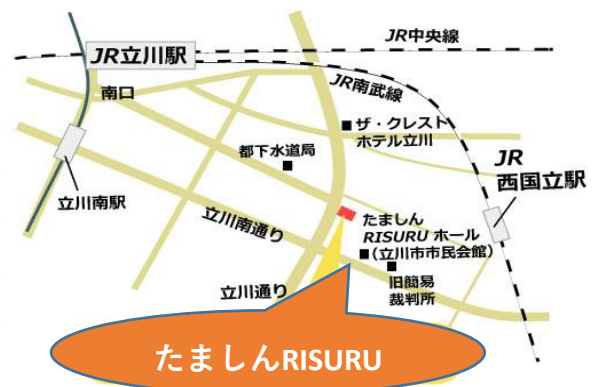 JR中央線
JR立川駅
JR南武線
南口
ザ・クレスト
ホテル立川
都下水道局
JR
西国立駅
立川南駅
立川南通り
たましん
RISURU ホール
(立川市市民会館)
旧簡易
裁判所
立川通り
たましんRISURU